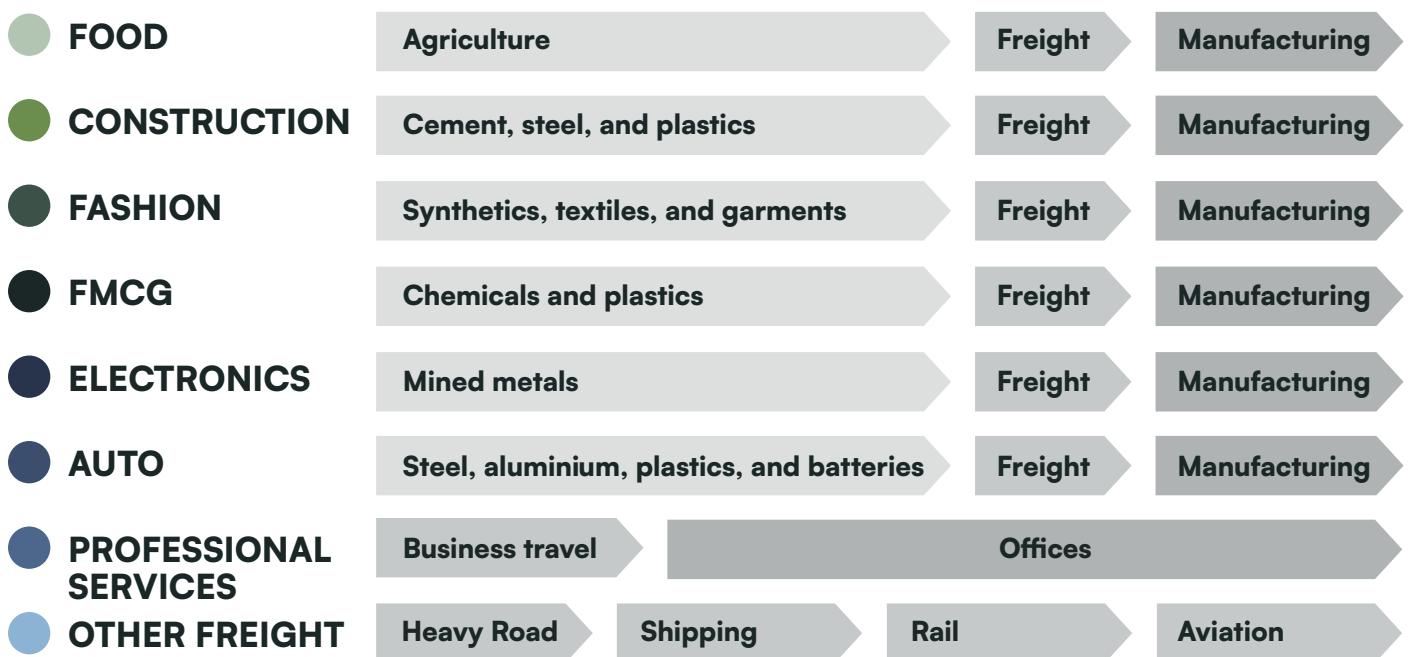 FOOD Agriculture Freight Manufacturing
CONSTRUCTION Cement, steel, and plastics Freight Manufacturing
FASHION Synthetics, textiles, and garments Freight Manufacturing
FMCG Chemicals and plastics Freight Manufacturing
ELECTRONICS Mined metals Freight Manufacturing
AUTO Steel, aluminium, plastics, and batteries Freight Manufacturing
PROFESSIONAL Business travel Offices
SERVICES
OTHER FREIGHT Heavy Road Shipping Rail Aviation